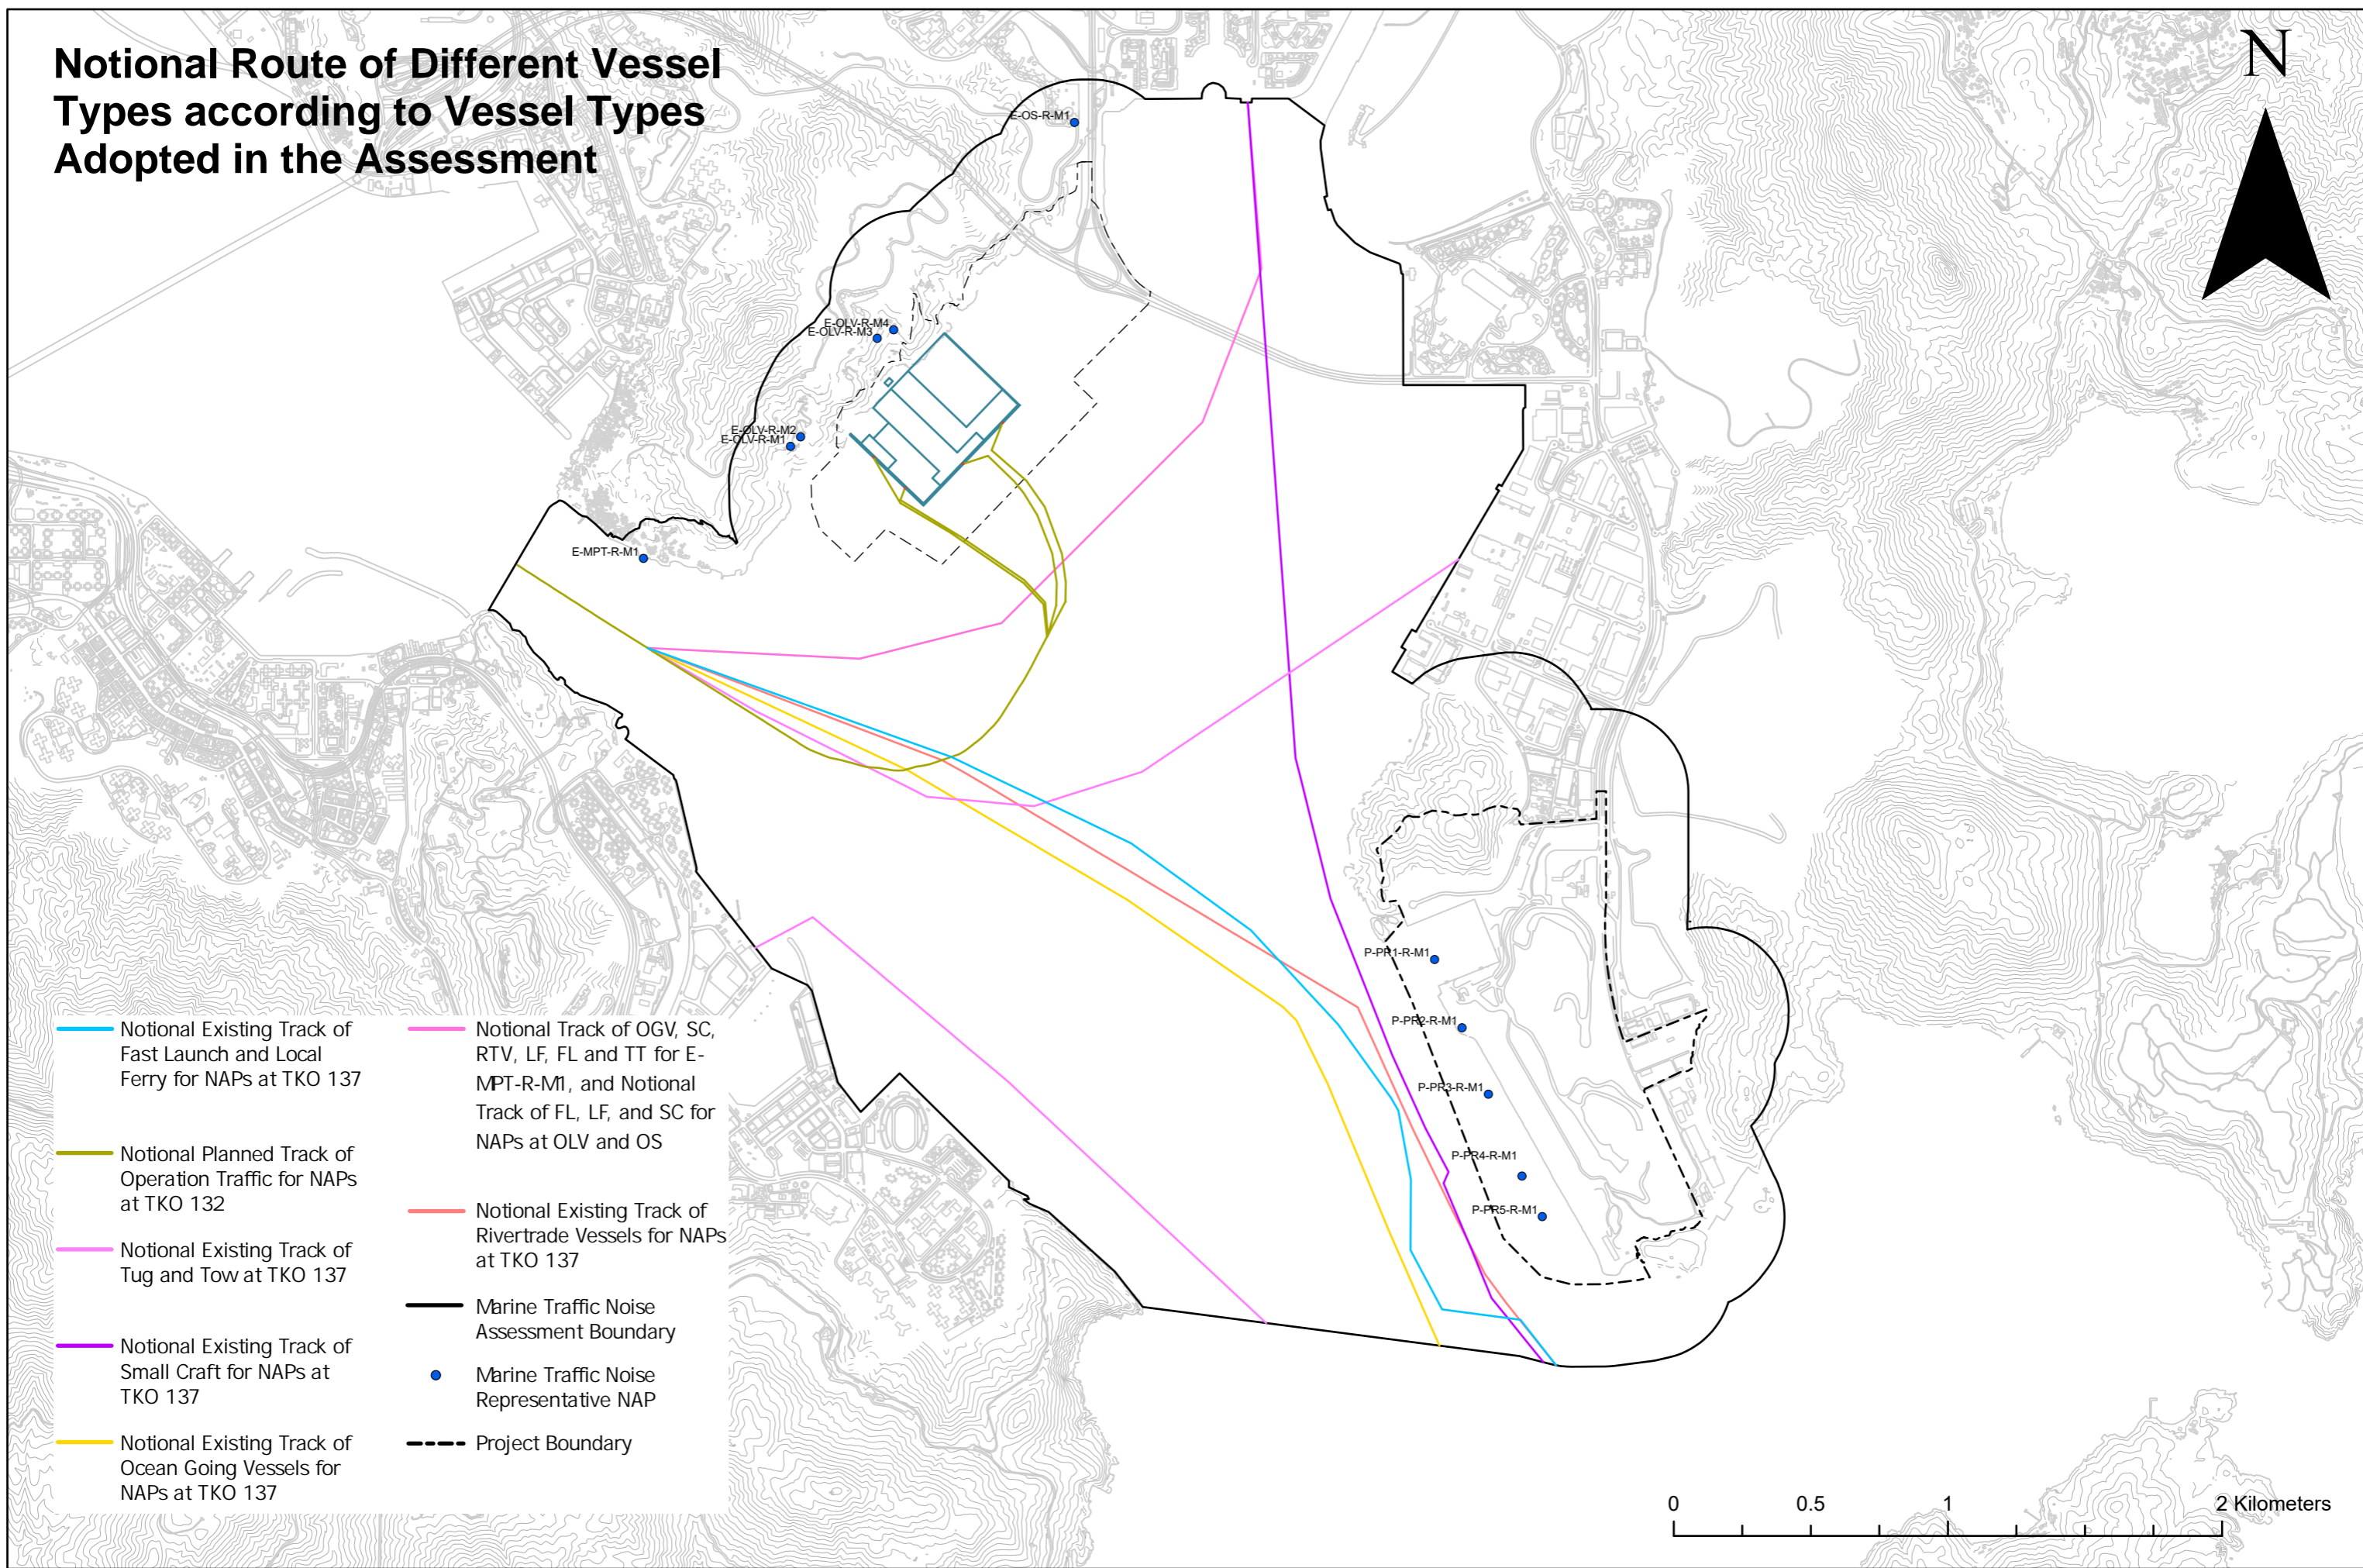 Notional Route of Different Vessel
Types according to Vessel Types
Adopted in the Assessment
N
E-OS-R-M1
E-OLV-R-M4
E-OLV-R-M3
E-OLV-R-M2
E-OLV-R-M1
E-MPT-R-M1
P-PR1-R-M1
P-PR2-R-M1
P-PR3-R-M1
P-PR4-R-M1
P-PR5-R-M1
Notional Existing Track of
Fast Launch and Local
Ferry for NAPs at TKO 137
Notional Planned Track of
Operation Traffic for NAPs
at TKO 132
Notional Existing Track of
Tug and Tow at TKO 137
Notional Existing Track of
Small Craft for NAPs at
TKO 137
Notional Existing Track of
Ocean Going Vessels for
NAPs at TKO 137
Notional Track of OGV, SC,
RTV, LF, FL and TT for E-
MPT-R-M1, and Notional
Track of FL, LF, and SC for
NAPs at OLV and OS
Notional Existing Track of
Rivertrade Vessels for NAPs
at TKO 137
Marine Traffic Noise
Assessment Boundary
Marine Traffic Noise
Representative NAP
Project Boundary
0 0.5 1 2 Kilometers